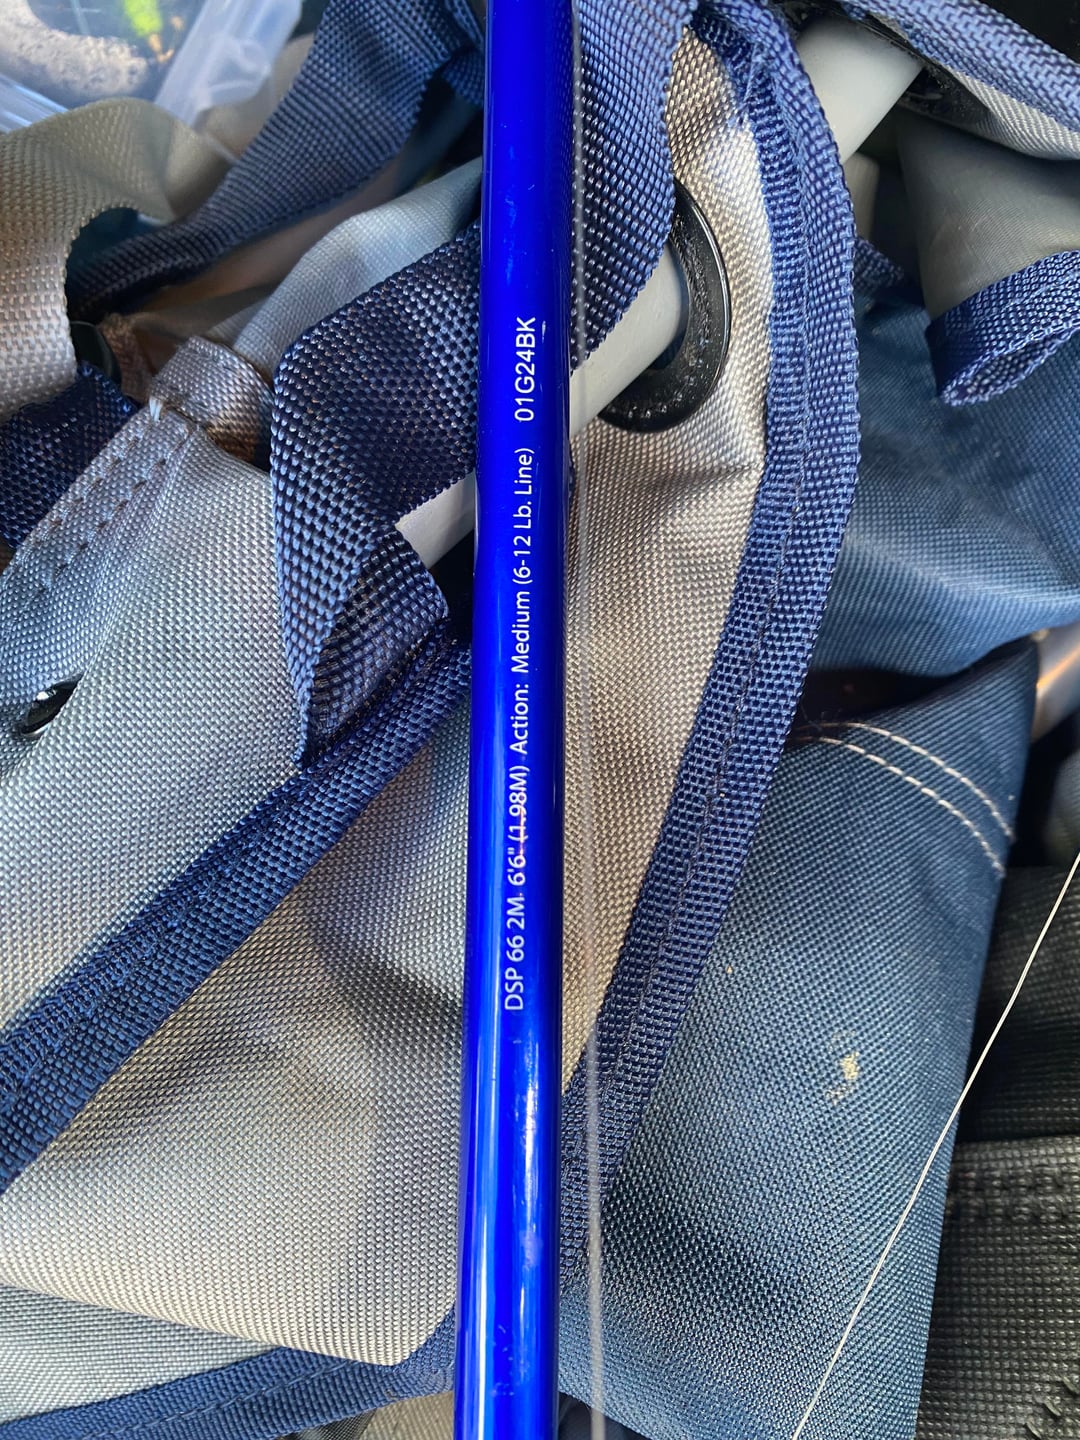 DSP 66 2M 6'6" (1.98M) Action: Medium (6-12 Lb. Line) 01G24BK